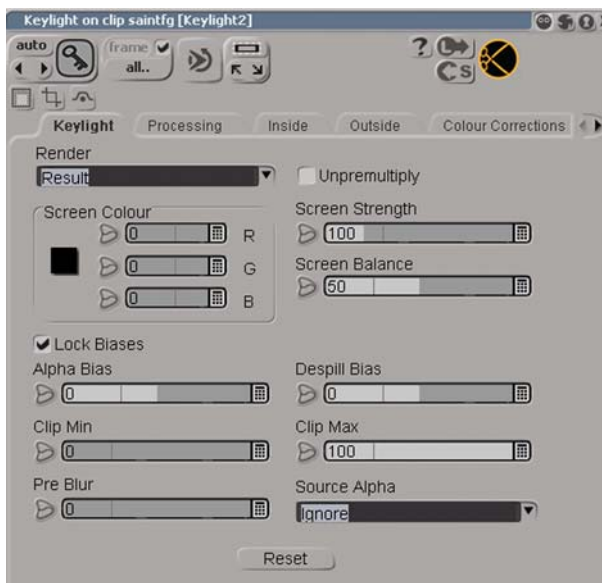 Keylight on clip saintfg [Keylight2]
auto
frame
all..
?
L
C S
Keylight Processing Inside Outside Colour Corrections
Render
Result
Unpremultiply
Screen Colour
0 R
0 G
0 B
Screen Strength
100
Screen Balance
50
Lock Biases
Alpha Bias Despill Bias
0 0
Clip Min Clip Max
0 100
Pre Blur Source Alpha
0 Ignore
Reset